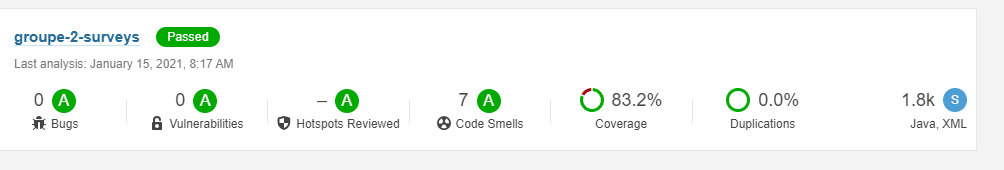 groupe-2-surveys Passed
Last analysis: January 15, 2021, 8:17 AM
0 A 0 A – A 7 A 83.2% 0.0% 1.8k S
Bugs Vulnerabilities Hotspots Reviewed Code Smells Coverage Duplications Java, XML